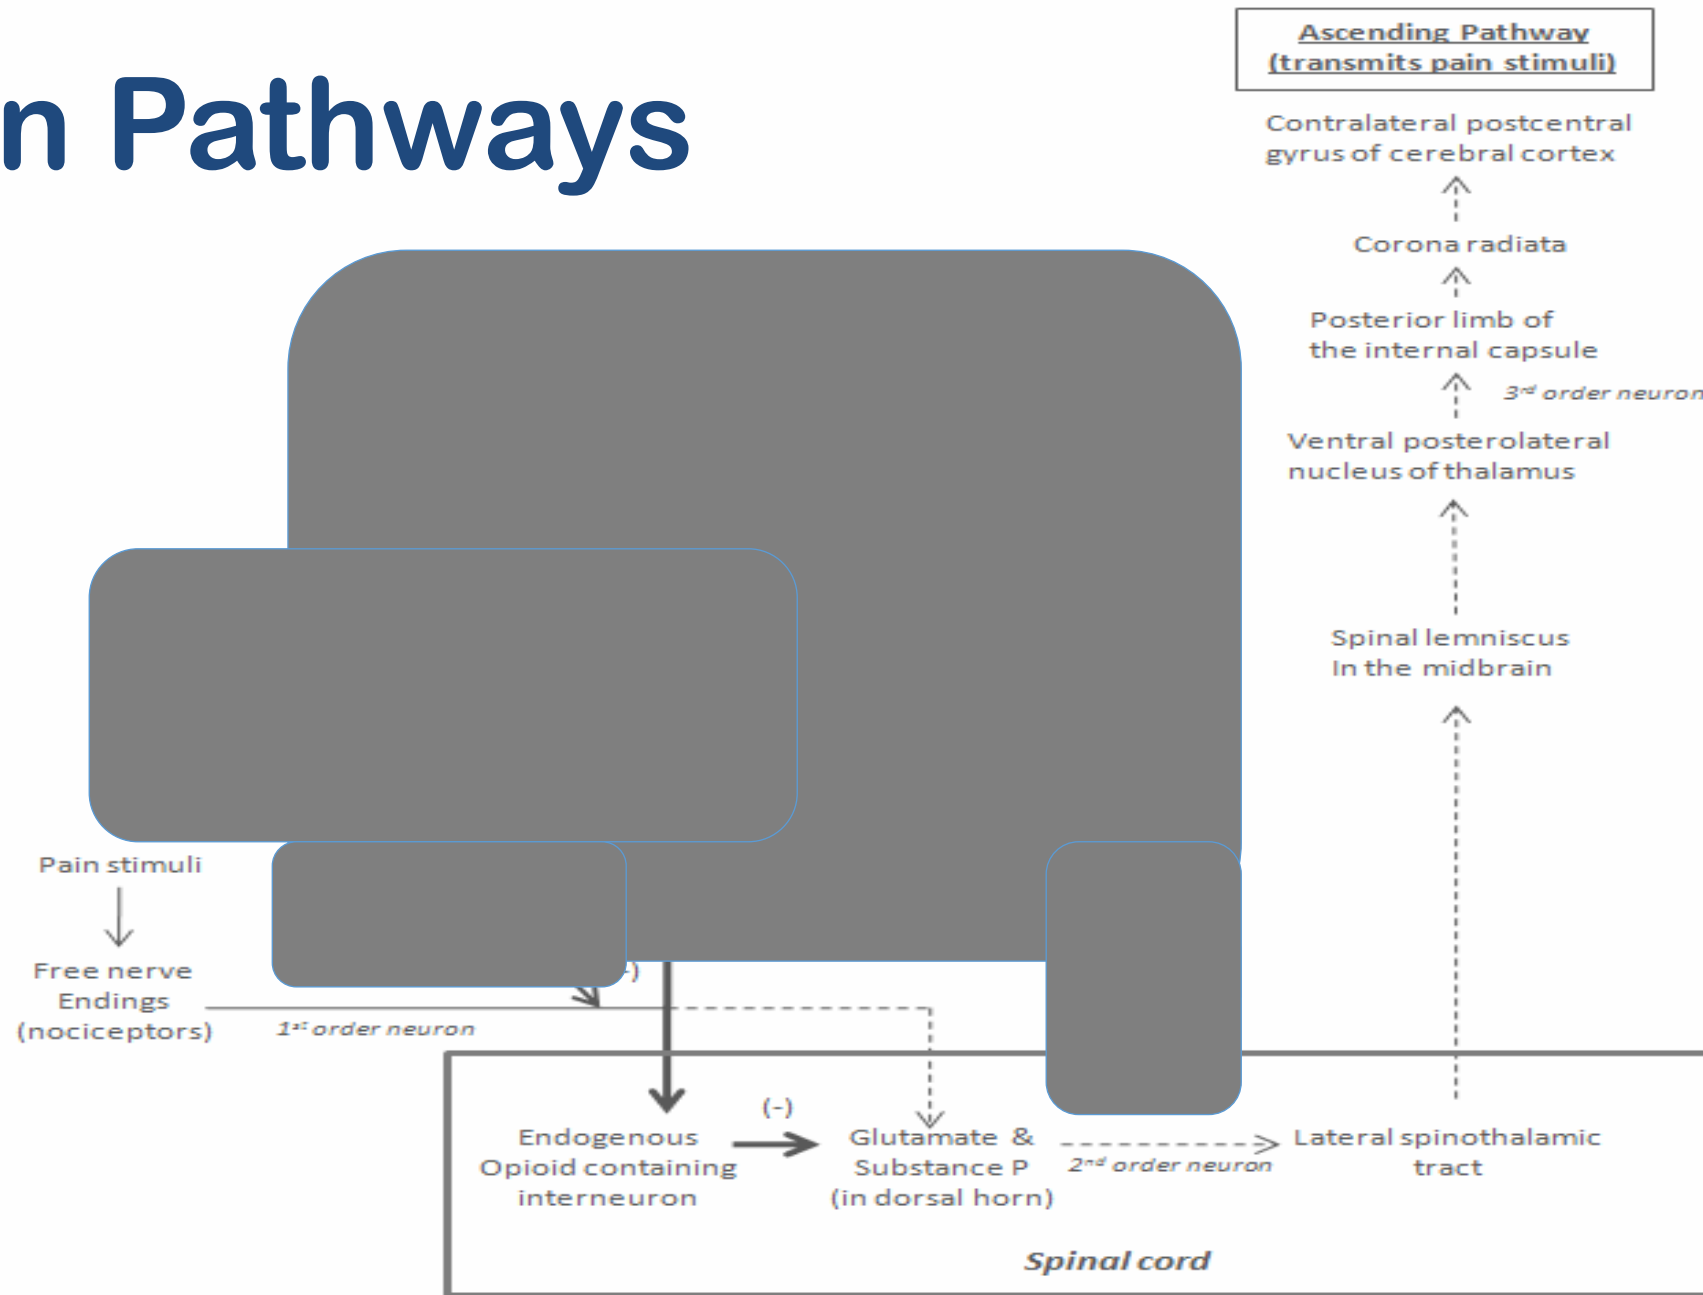 n Pathways
Ascending Pathway
(transmits pain stimuli)
Contralateral postcentral
gyrus of cerebral cortex
Corona radiata
Posterior limb of
the internal capsule
3rd order neuron
Ventral posterolateral
nucleus of thalamus
Spinal lemniscus
In the midbrain
Pain stimuli
Free nerve
Endings
(nociceptors)
1st order neuron
-)
(-)
Endogenous
Opioid containing
interneuron
Glutamate &
Substance P
(in dorsal horn)
2nd order neuron
Lateral spinothalamic
tract
Spinal cord